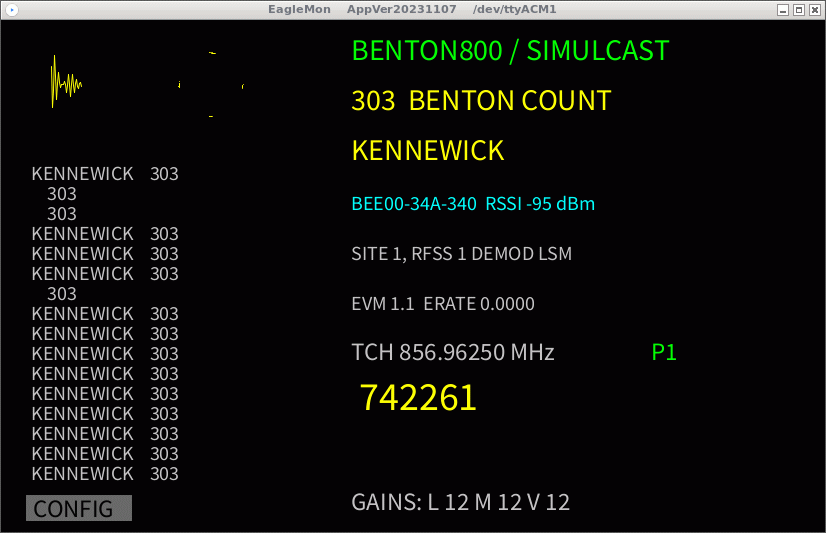 EagleMon AppVer20231107 /dev/ttyACM1
BENTON800 / SIMULCAST
303 BENTON COUNT
KENNEWICK
BEE00-34A-340 RSSI -95 dBm
SITE 1, RFSS 1 DEMOD LSM
EVM 1.1 ERATE 0.0000
TCH 856.96250 MHz P1
742261
GAINS: L 12 M 12 V 12
KENNEWICK 303
303
303
KENNEWICK 303
KENNEWICK 303
KENNEWICK 303
303
KENNEWICK 303
KENNEWICK 303
KENNEWICK 303
KENNEWICK 303
KENNEWICK 303
KENNEWICK 303
KENNEWICK 303
KENNEWICK 303
KENNEWICK 303
CONFIG